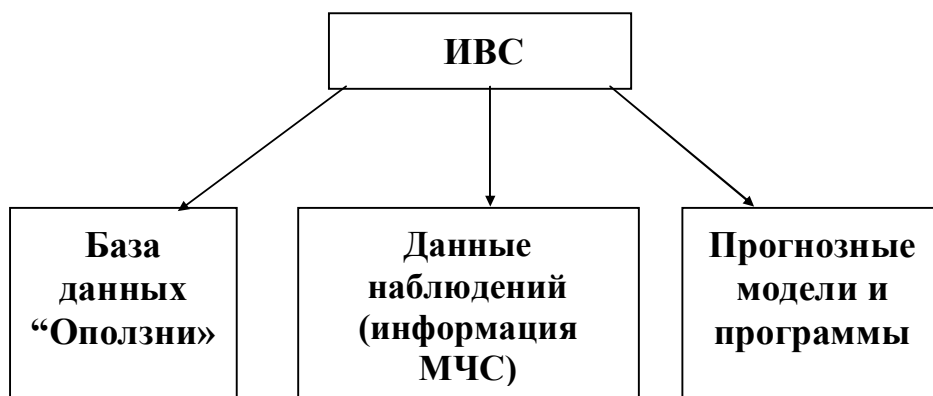 ИВС
База
данных
“Оползни»
Данные
наблюдений
(информация
МЧС)
Прогнозные
модели и
программы